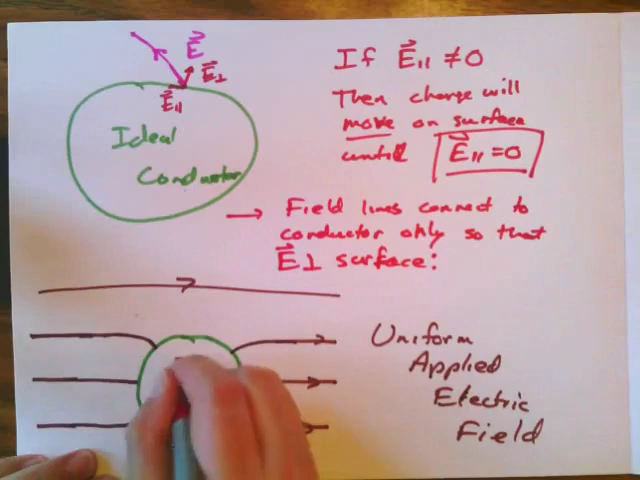 E⃗
E⃗⊥
E⃗||
Ideal
Conductor
If E⃗|| ≠ 0
Then charge will
move on surface
until E⃗|| = 0
→ Field lines connect to
conductor only so that
E⃗⊥ surface:
Uniform
Applied
Electric
Field